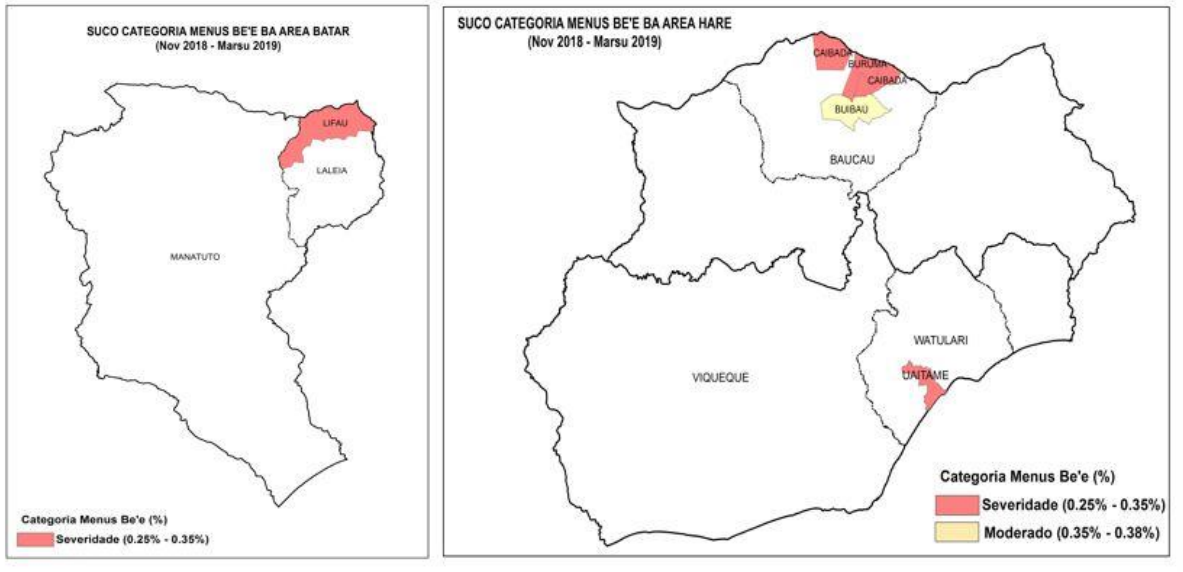 SUCO CATEGORIA MENUS BE'E BA AREA BATAR
(Nov 2018 - Marsu 2019)
LIFAU
LALEIA
MANATUTO
Categoria Menus Be'e (%)
Severidade (0.25% - 0.35%)
SUCO CATEGORIA MENUS BE'E BA AREA HARE
(Nov 2018 - Marsu 2019)
CAIBADA
BURUMA
CAIBADA
BUIBAU
BAUCAU
WATULARI
UAITAME
VIQUEQUE
Categoria Menus Be'e (%)
Severidade (0.25% - 0.35%)
Moderado (0.35% - 0.38%)